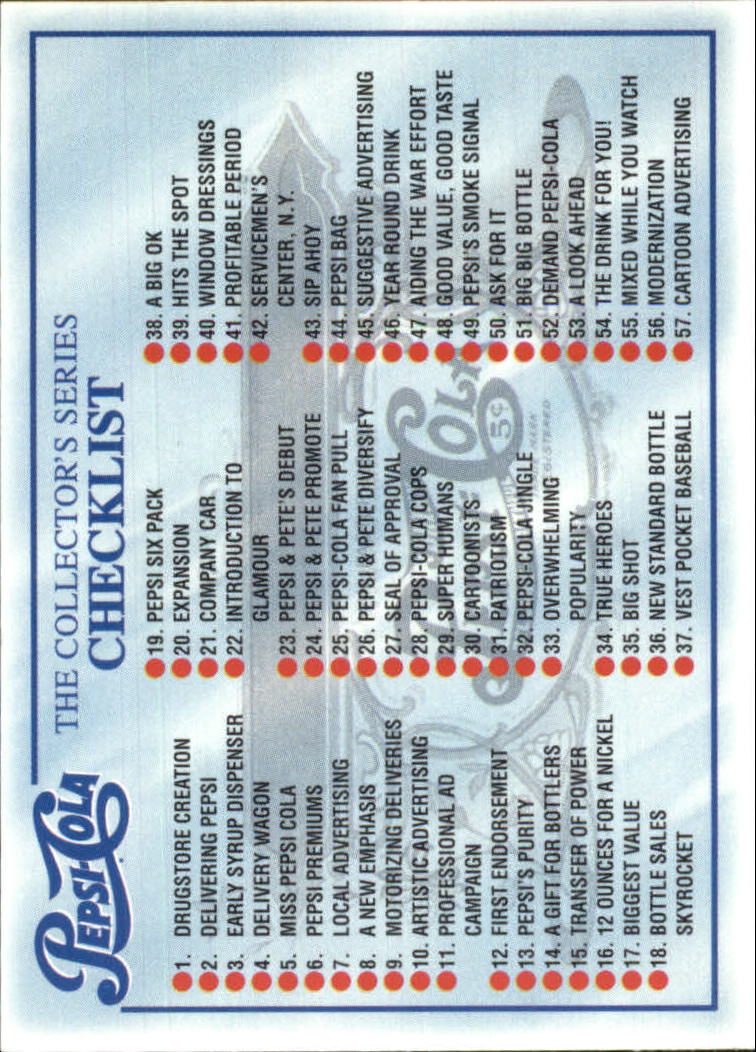 PEPSI-COLA
THE COLLECTOR'S SERIES
CHECKLIST
1. DRUGSTORE CREATION
2. DELIVERING PEPSI
3. EARLY SYRUP DISPENSER
4. DELIVERY WAGON
5. MISS PEPSI COLA
6. PEPSI PREMIUMS
7. LOCAL ADVERTISING
8. A NEW EMPHASIS
9. MOTORIZING DELIVERIES
10. ARTISTIC ADVERTISING
11. PROFESSIONAL AD
CAMPAIGN
12. FIRST ENDORSEMENT
13. PEPSI'S PURITY
14. A GIFT FOR BOTTLERS
15. TRANSFER OF POWER
16. 12 OUNCES FOR A NICKEL
17. BIGGEST VALUE
18. BOTTLE SALES
SKYROCKET
19. PEPSI SIX PACK
20. EXPANSION
21. COMPANY CAR
22. INTRODUCTION TO
GLAMOUR
23. PEPSI & PETE'S DEBUT
24. PEPSI & PETE PROMOTE
25. PEPSI-COLA FAN PULL
26. PEPSI & PETE DIVERSIFY
27. SEAL OF APPROVAL
28. PEPSI-COLA COPS
29. SUPER HUMANS
30. CARTOONISTS
31. PATRIOTISM
32. PEPSI-COLA JINGLE
33. OVERWHELMING
POPULARITY
34. TRUE HEROES
35. BIG SHOT
36. NEW STANDARD BOTTLE
37. VEST POCKET BASEBALL
38. A BIG OK
39. HITS THE SPOT
40. WINDOW DRESSINGS
41. PROFITABLE PERIOD
42. SERVICEMEN'S
CENTER, N.Y.
43. SIP AHOY
44. PEPSI BAG
45. SUGGESTIVE ADVERTISING
46. YEAR ROUND DRINK
47. AIDING THE WAR EFFORT
48. GOOD VALUE, GOOD TASTE
49. PEPSI'S SMOKE SIGNAL
50. ASK FOR IT
51. BIG BIG BOTTLE
52. DEMAND PEPSI-COLA
53. A LOOK AHEAD
54. THE DRINK FOR YOU!
55. MIXED WHILE YOU WATCH
56. MODERNIZATION
57. CARTOON ADVERTISING
COLA
5¢